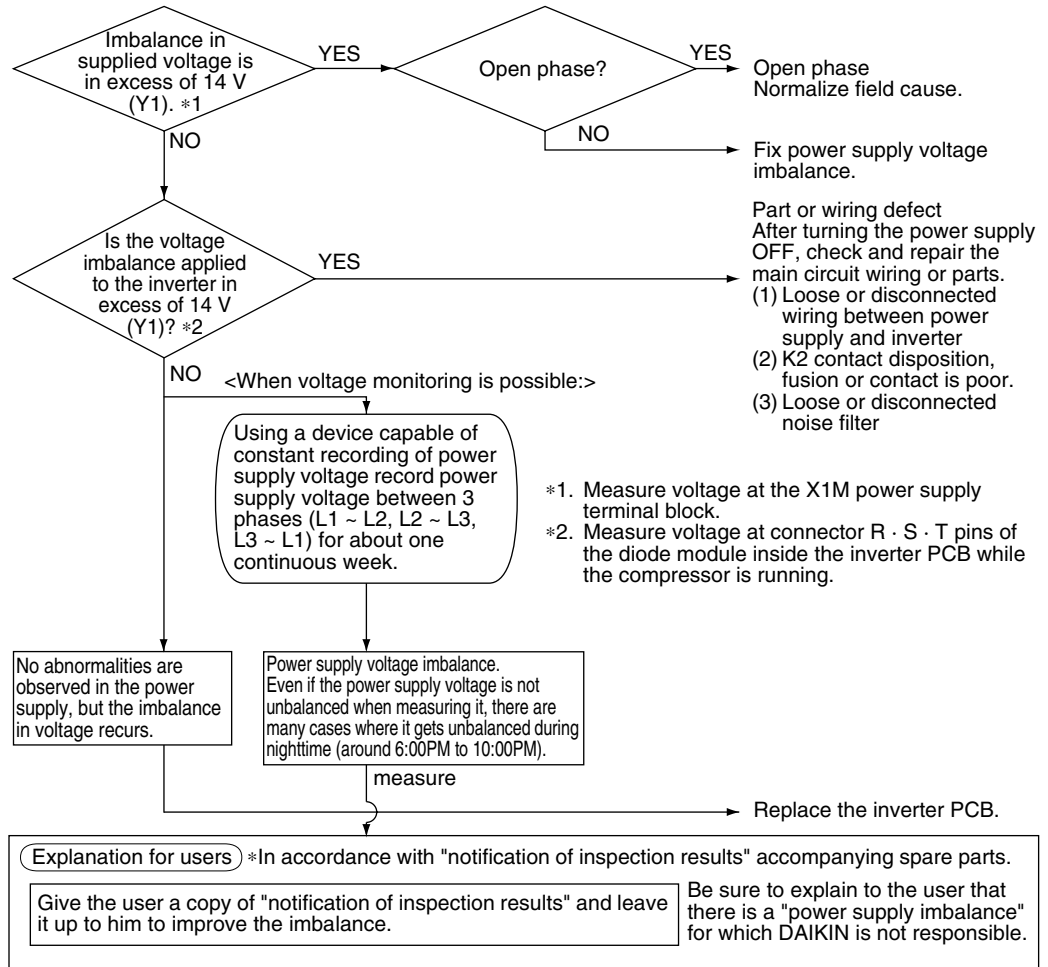 Imbalance in
supplied voltage is
in excess of 14 V
(Y1). *1
YES
Open phase?
YES
Open phase
Normalize field cause.
NO
NO
Fix power supply voltage
imbalance.
Is the voltage
imbalance applied
to the inverter in
excess of 14 V
(Y1)? *2
YES
Part or wiring defect
After turning the power supply
OFF, check and repair the
main circuit wiring or parts.
(1) Loose or disconnected
wiring between power
supply and inverter
(2) K2 contact disposition,
fusion or contact is poor.
(3) Loose or disconnected
noise filter
NO
<When voltage monitoring is possible:>
Using a device capable of
constant recording of power
supply voltage record power
supply voltage between 3
phases (L1 ~ L2, L2 ~ L3,
L3 ~ L1) for about one
continuous week.
*1. Measure voltage at the X1M power supply
terminal block.
*2. Measure voltage at connector R · S · T pins of
the diode module inside the inverter PCB while
the compressor is running.
No abnormalities are
observed in the power
supply, but the imbalance
in voltage recurs.
Power supply voltage imbalance.
Even if the power supply voltage is not
unbalanced when measuring it, there are
many cases where it gets unbalanced during
nighttime (around 6:00PM to 10:00PM).
measure
Replace the inverter PCB.
Explanation for users *In accordance with "notification of inspection results" accompanying spare parts.
Give the user a copy of "notification of inspection results" and leave
it up to him to improve the imbalance.
Be sure to explain to the user that
there is a "power supply imbalance"
for which DAIKIN is not responsible.